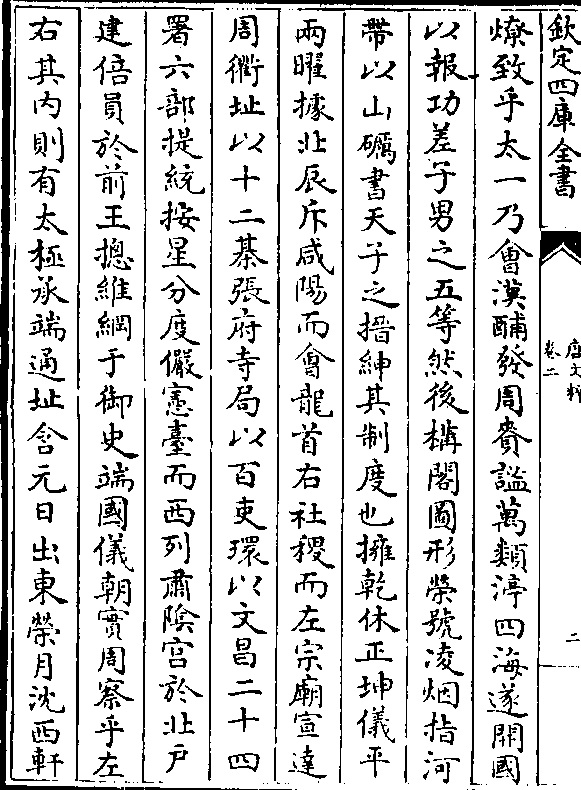 欽定四庫全書
唐文粹
卷二
二
燎致乎太一乃會漢酺發周賚謐萬類渟四海遂開國
以報功差子男之五等然後構閣圖形榮號凌烟指河
帶以山礪書天子之搢紳其制度也擁乾休正坤儀平
兩曜據北辰斥咸陽而會龍首右社稷而左宗廟宣達
周衢址以十二棊張府寺局以百吏環以文昌二十四
署六部提統按星分度儼憲臺而西列肅陰宫於北戸
建倍員於前王摠維綱于御史端國儀朝實周察乎左
右其内則有太極承端通址含元日出東榮月沈西軒